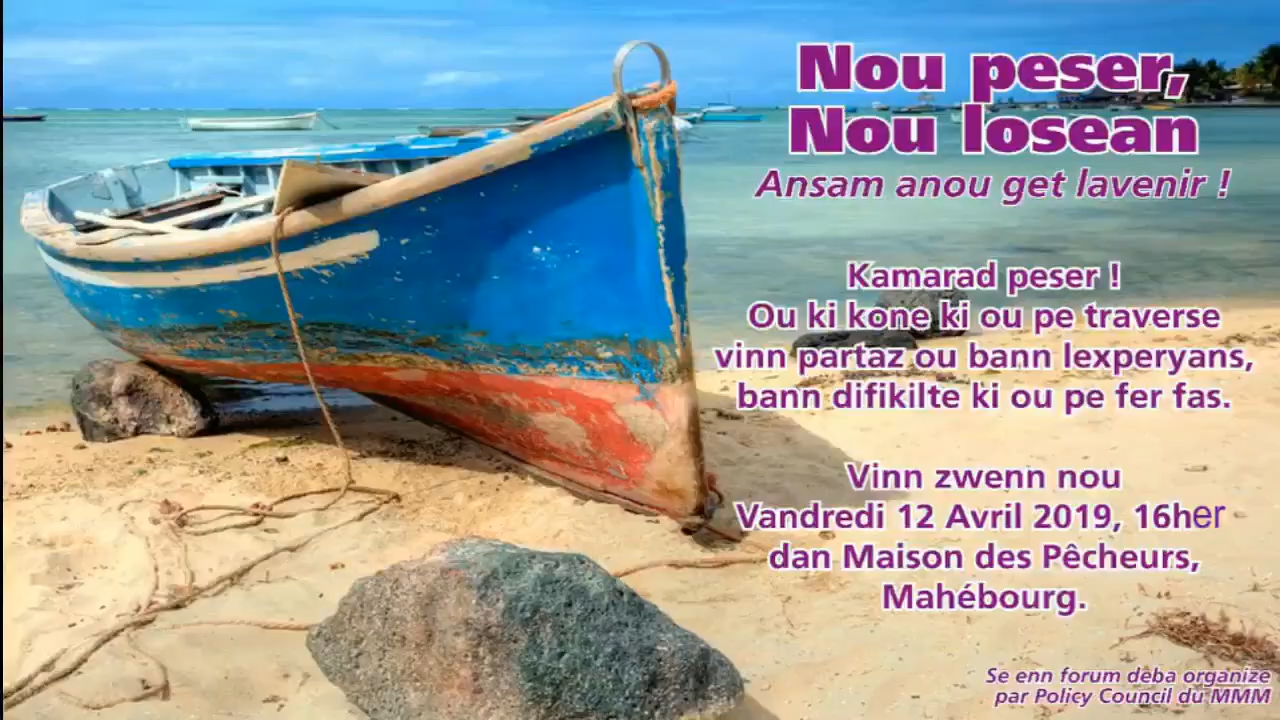 Nou peser,
Nou losean
Ansam anou get lavenir !
Kamarad peser !
Ou ki kone ki ou pe traverse
vinn partaz ou bann lexperyans,
bann difikilte ki ou pe fer fas.
Vinn zwenn nou
Vandredi 12 Avril 2019, 16her
dan Maison des Pêcheurs,
Mahébourg.
Se enn forum deba organize
par Policy Council du MMM